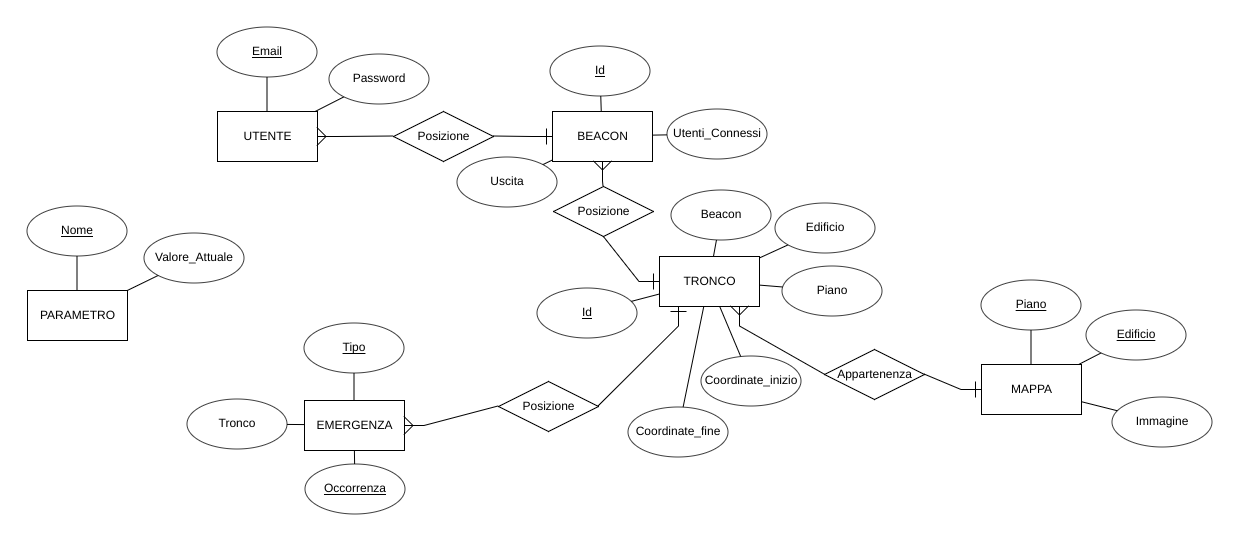 Email
Password
Id
UTENTE
Posizione
BEACON
Utenti_Connessi
Uscita
Posizione
Beacon
Edificio
Nome
Valore_Attuale
TRONCO
Piano
PARAMETRO
Id
Piano
Edificio
Tipo
Coordinate_inizio
Appartenenza
MAPPA
Posizione
Tronco
EMERGENZA
Coordinate_fine
Immagine
Occorrenza